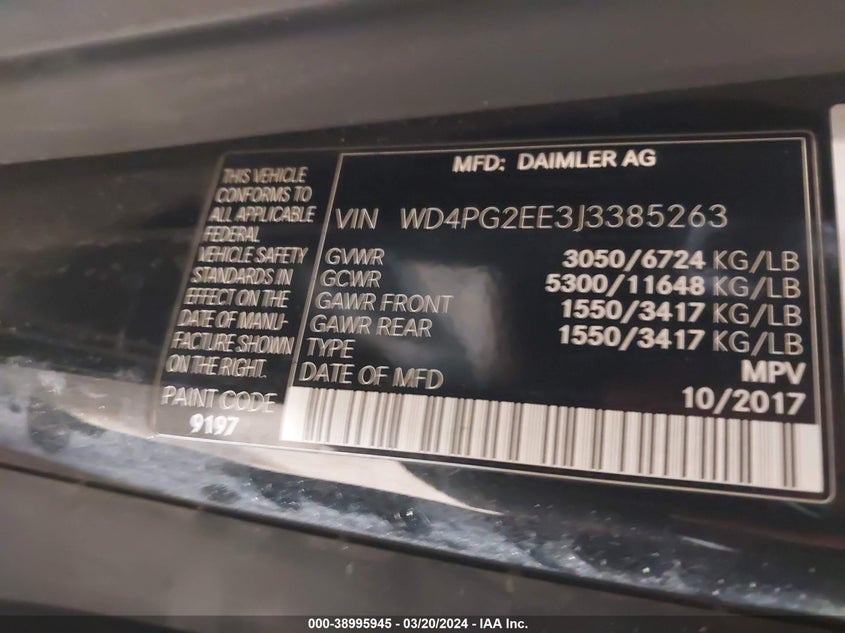 MFD: DAIMLER AG
THIS VEHICLE
CONFORMS TO
ALL APPLICABLE
FEDERAL
VEHICLE SAFETY
STANDARDS IN
EFFECT ON THE
DATE OF MANU-
FACTURE SHOWN
ON THE RIGHT.
PAINT CODE
9197
VIN WD4PG2EE3J3385263
GVWR 3050/6724 KG/LB
GCWR 5300/11648 KG/LB
GAWR FRONT 1550/3417 KG/LB
GAWR REAR 1550/3417 KG/LB
TYPE MPV
DATE OF MFD 10/2017
000-38995945 - 03/20/2024 - IAA Inc.